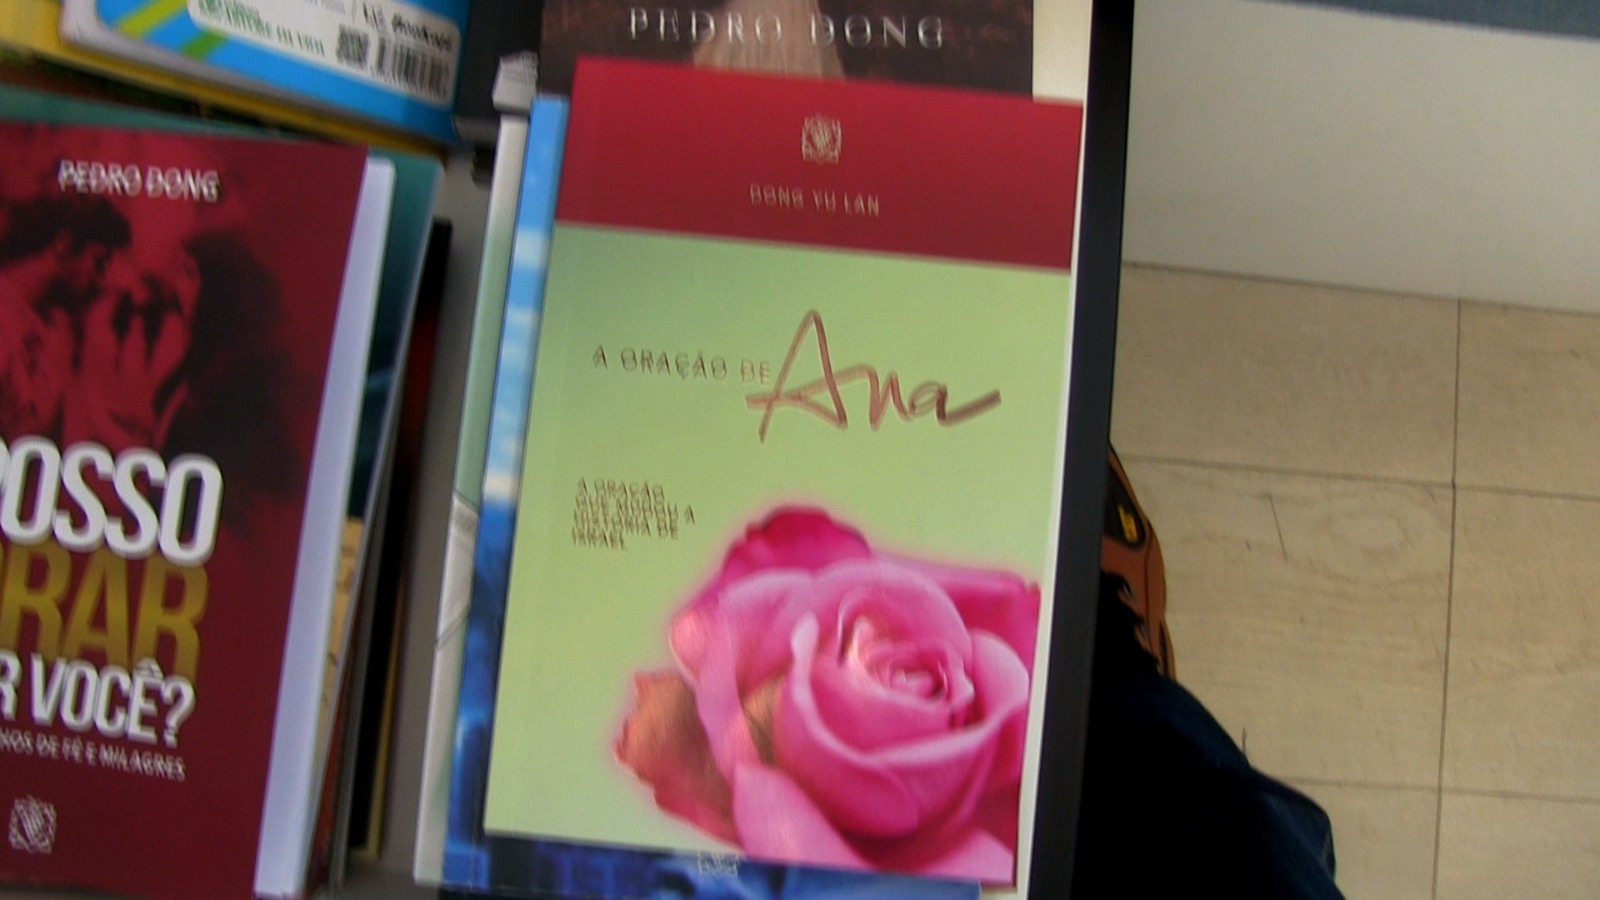 PEDRO DONG
PEDRO DONG
OSSO
RAR
R VOCÊ?
HOS DE FÉ E MILAGRES
DONG YU LAN
A ORAÇÃO DE Ana
A ORAÇÃO
QUE MUDOU A
HISTÓRIA DE
ISRAEL